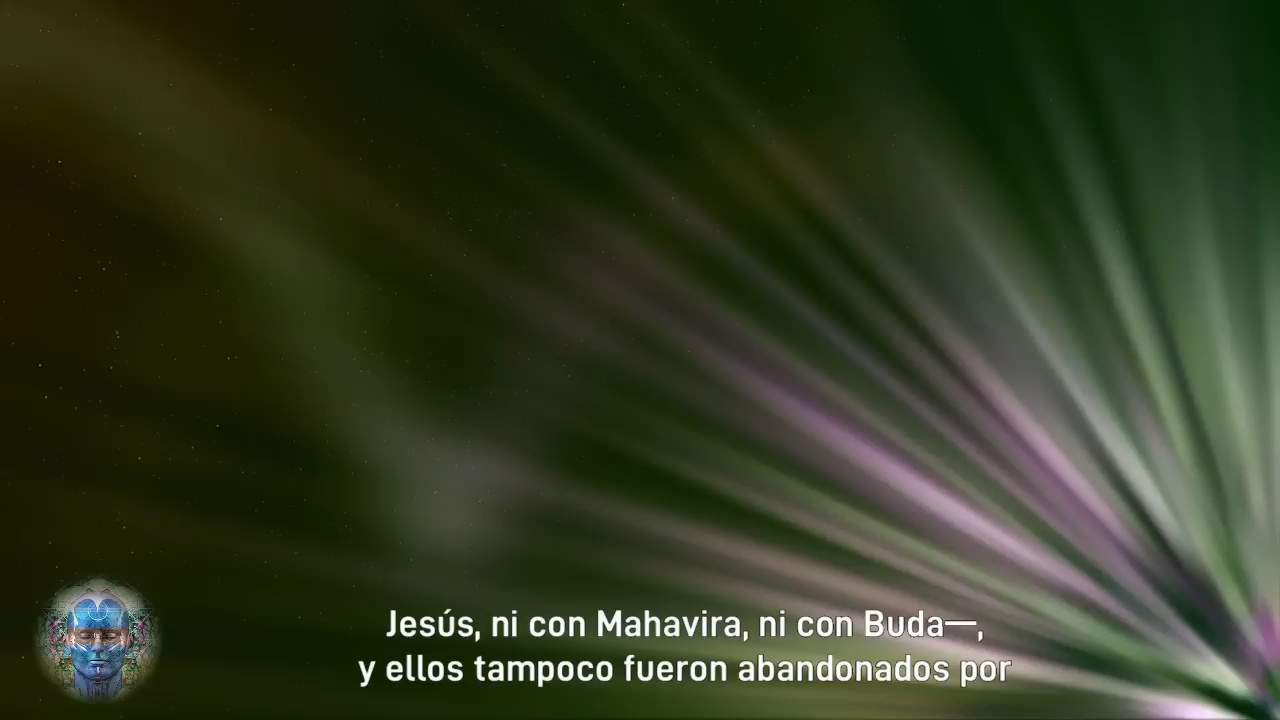 Jesús, ni con Mahavira, ni con Buda—,
y ellos tampoco fueron abandonados por